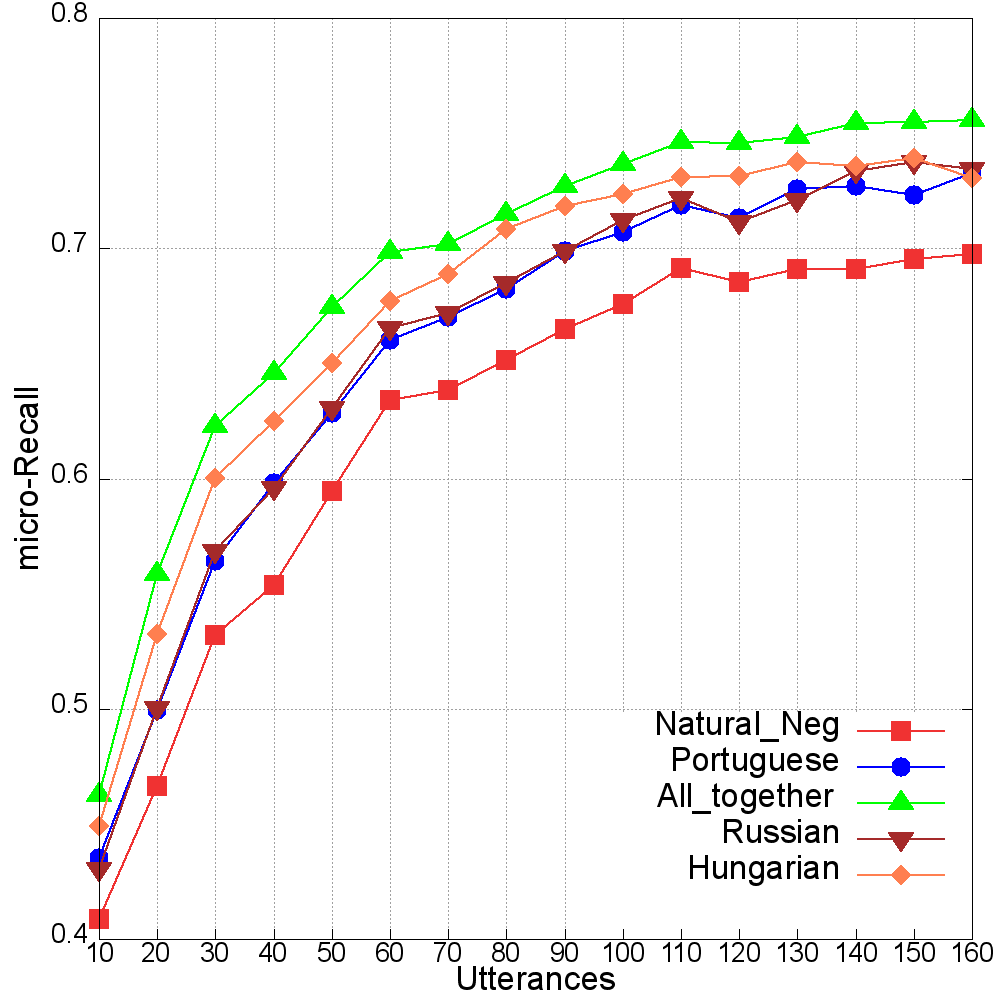 0.8
0.7
0.6
0.5
0.4
micro-Recall
Natural_Neg
Portuguese
All_together
Russian
Hungarian
10 20 30 40 50 60 70 80 90 100 110 120 130 140 150 160
Utterances